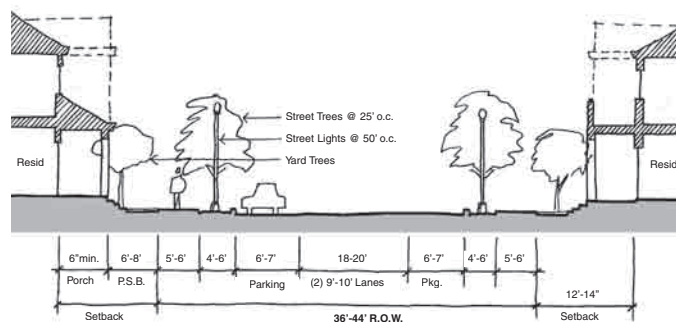 Street Trees @ 25' o.c.
Street Lights @ 50' o.c.
Yard Trees
Resid
Resid
6"min. 6'-8' 5'-6' 4'-6' 6'-7' 18-20' 6'-7' 4'-6' 5'-6'
Porch P.S.B. Parking (2) 9'-10' Lanes Pkg. 12'-14"
Setback 36'-44' R.O.W. Setback